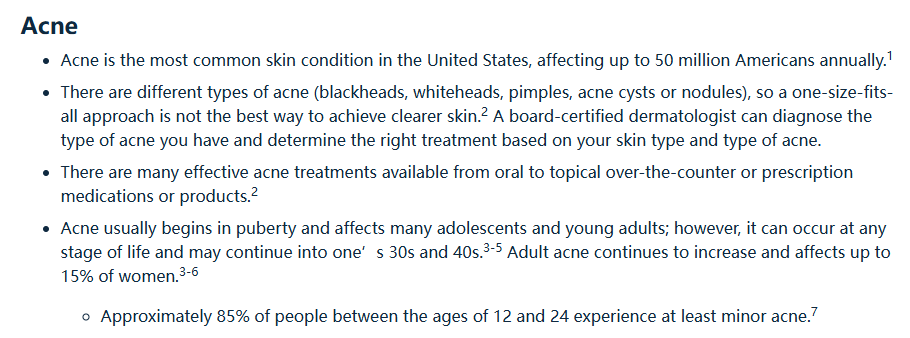 Acne
• Acne is the most common skin condition in the United States, affecting up to 50 million Americans annually.1
• There are different types of acne (blackheads, whiteheads, pimples, acne cysts or nodules), so a one-size-fits-
all approach is not the best way to achieve clearer skin.2 A board-certified dermatologist can diagnose the
type of acne you have and determine the right treatment based on your skin type and type of acne.
• There are many effective acne treatments available from oral to topical over-the-counter or prescription
medications or products.2
• Acne usually begins in puberty and affects many adolescents and young adults; however, it can occur at any
stage of life and may continue into one’ s 30s and 40s.3-5 Adult acne continues to increase and affects up to
15% of women.3-6
○ Approximately 85% of people between the ages of 12 and 24 experience at least minor acne.7